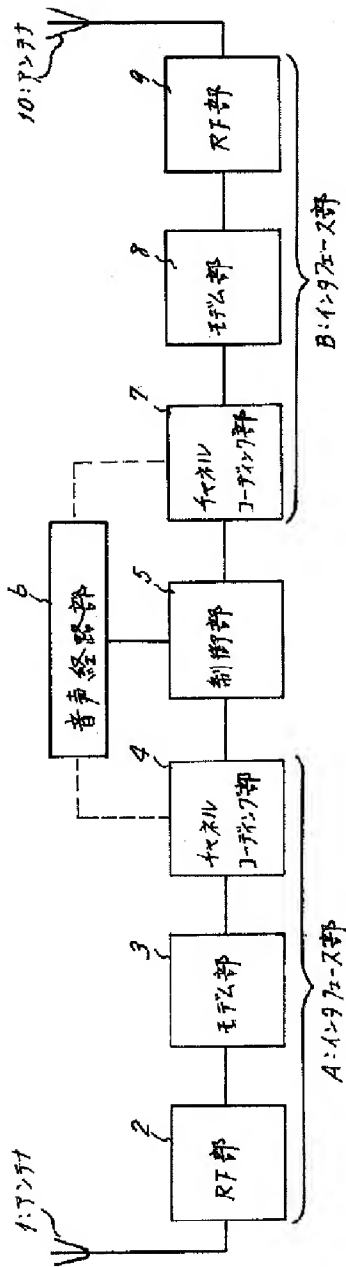 1:アンテナ
2
RF部
3
モデム部
4
チャネル
コーディング部
A:インタフェース部
5
制御部
6
音声経路部
7
チャネル
コーディング部
8
モデム部
9
RF部
B:インタフェース部
10:アンテナ